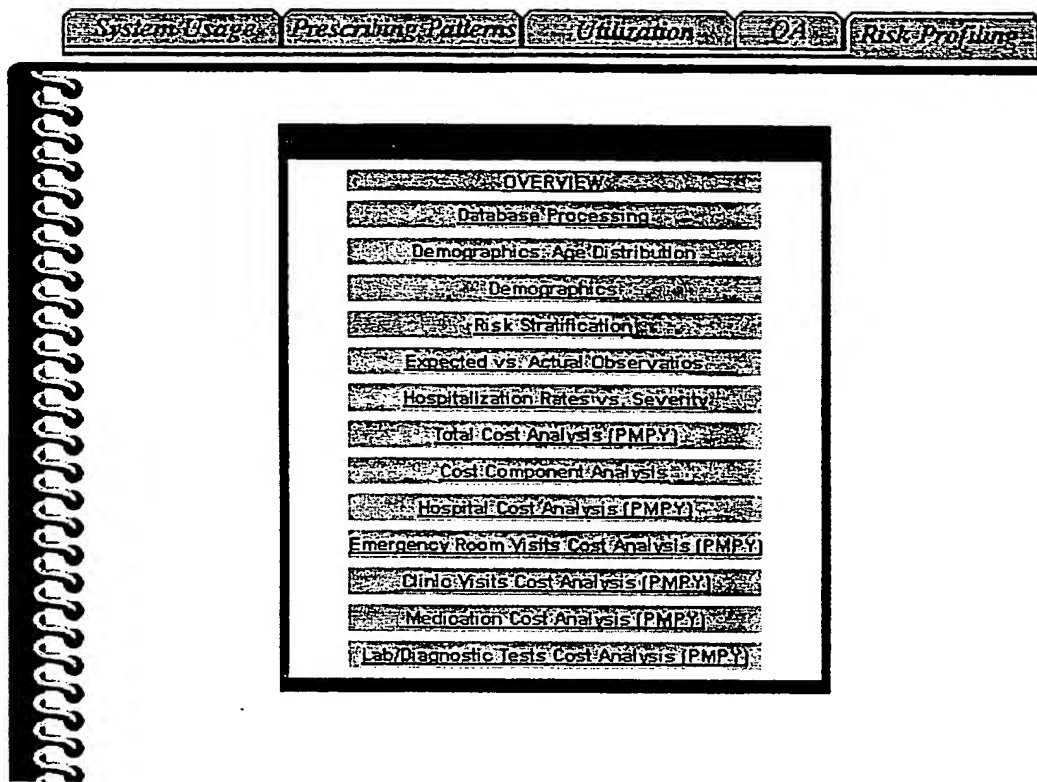 System Usage Prescribing Patterns Utilization QA Risk Profiling
OVERVIEW
Database Processing
Demographics: Age Distribution
Demographics
Risk Stratification
Expected vs. Actual Observatios
Hospitalization Rates vs. Severity
Total Cost Analysis (PMPY)
Cost Component Analysis
Hospital Cost Analysis (PMPY)
Emergency Room Visits Cost Analysis (PMPY)
Clinic Visits Cost Analysis (PMPY)
Medication Cost Analysis (PMPY)
Lab/Diagnostic Tests Cost Analysis (PMPY)